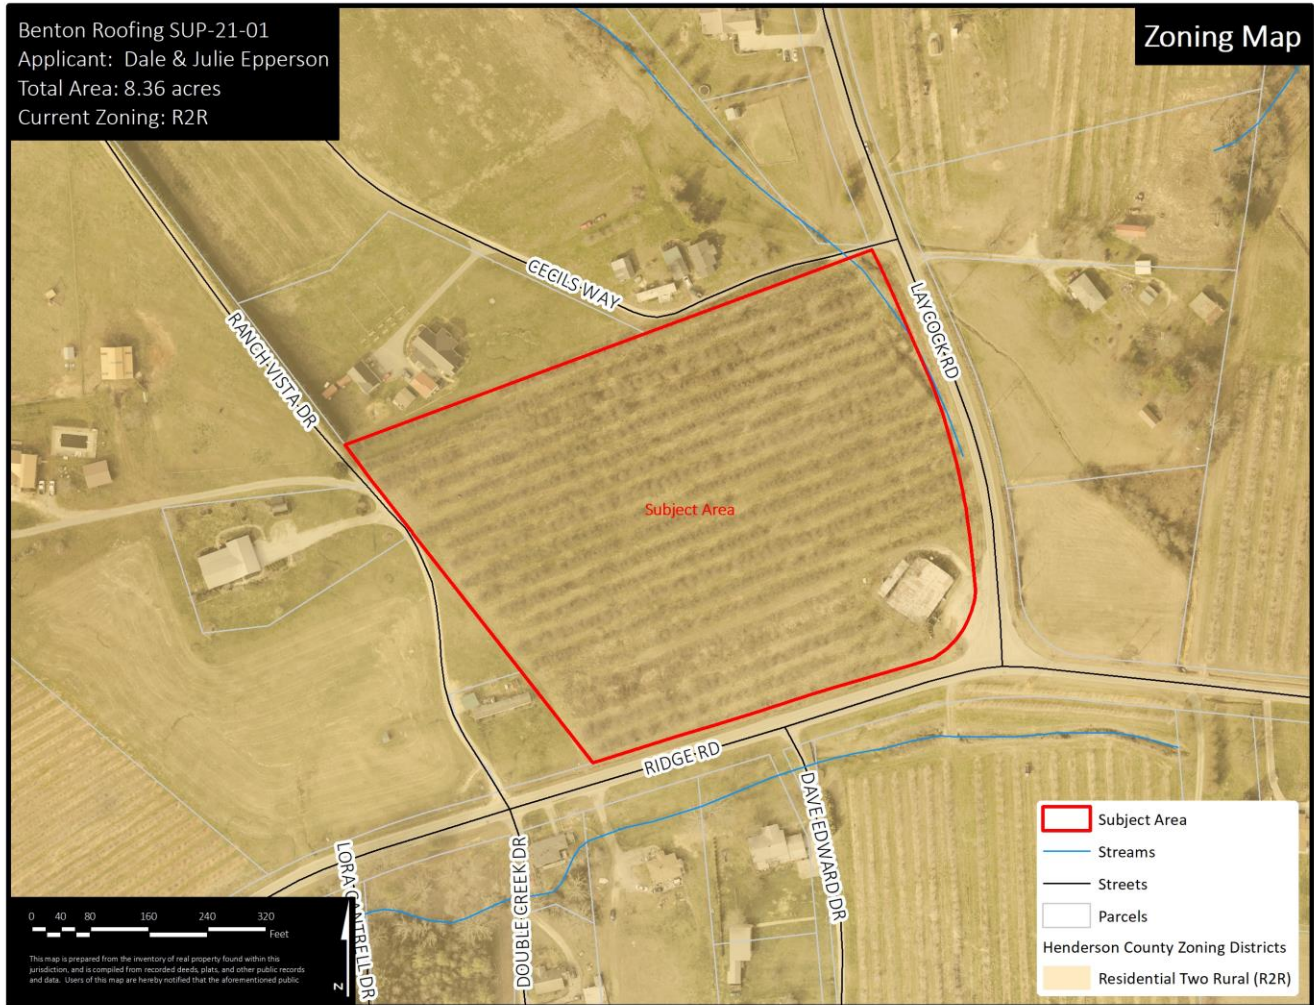 Benton Roofing SUP-21-01
Applicant: Dale & Julie Epperson
Total Area: 8.36 acres
Current Zoning: R2R
Zoning Map
CECILS WAY
RANCH VISTA DR
LAYCOCK RD
Subject Area
RIDGE RD
DAVE EDWARD DR
DOUBLE CREEK DR
LORA CANTRELL DR
0 40 80 160 240 320
Feet
This map is prepared from the inventory of real property found within this
jurisdiction, and is compiled from recorded deeds, plats, and other public records
and data. Users of this map are hereby notified that the aforementioned public
N
Subject Area
Streams
Streets
Parcels
Henderson County Zoning Districts
Residential Two Rural (R2R)